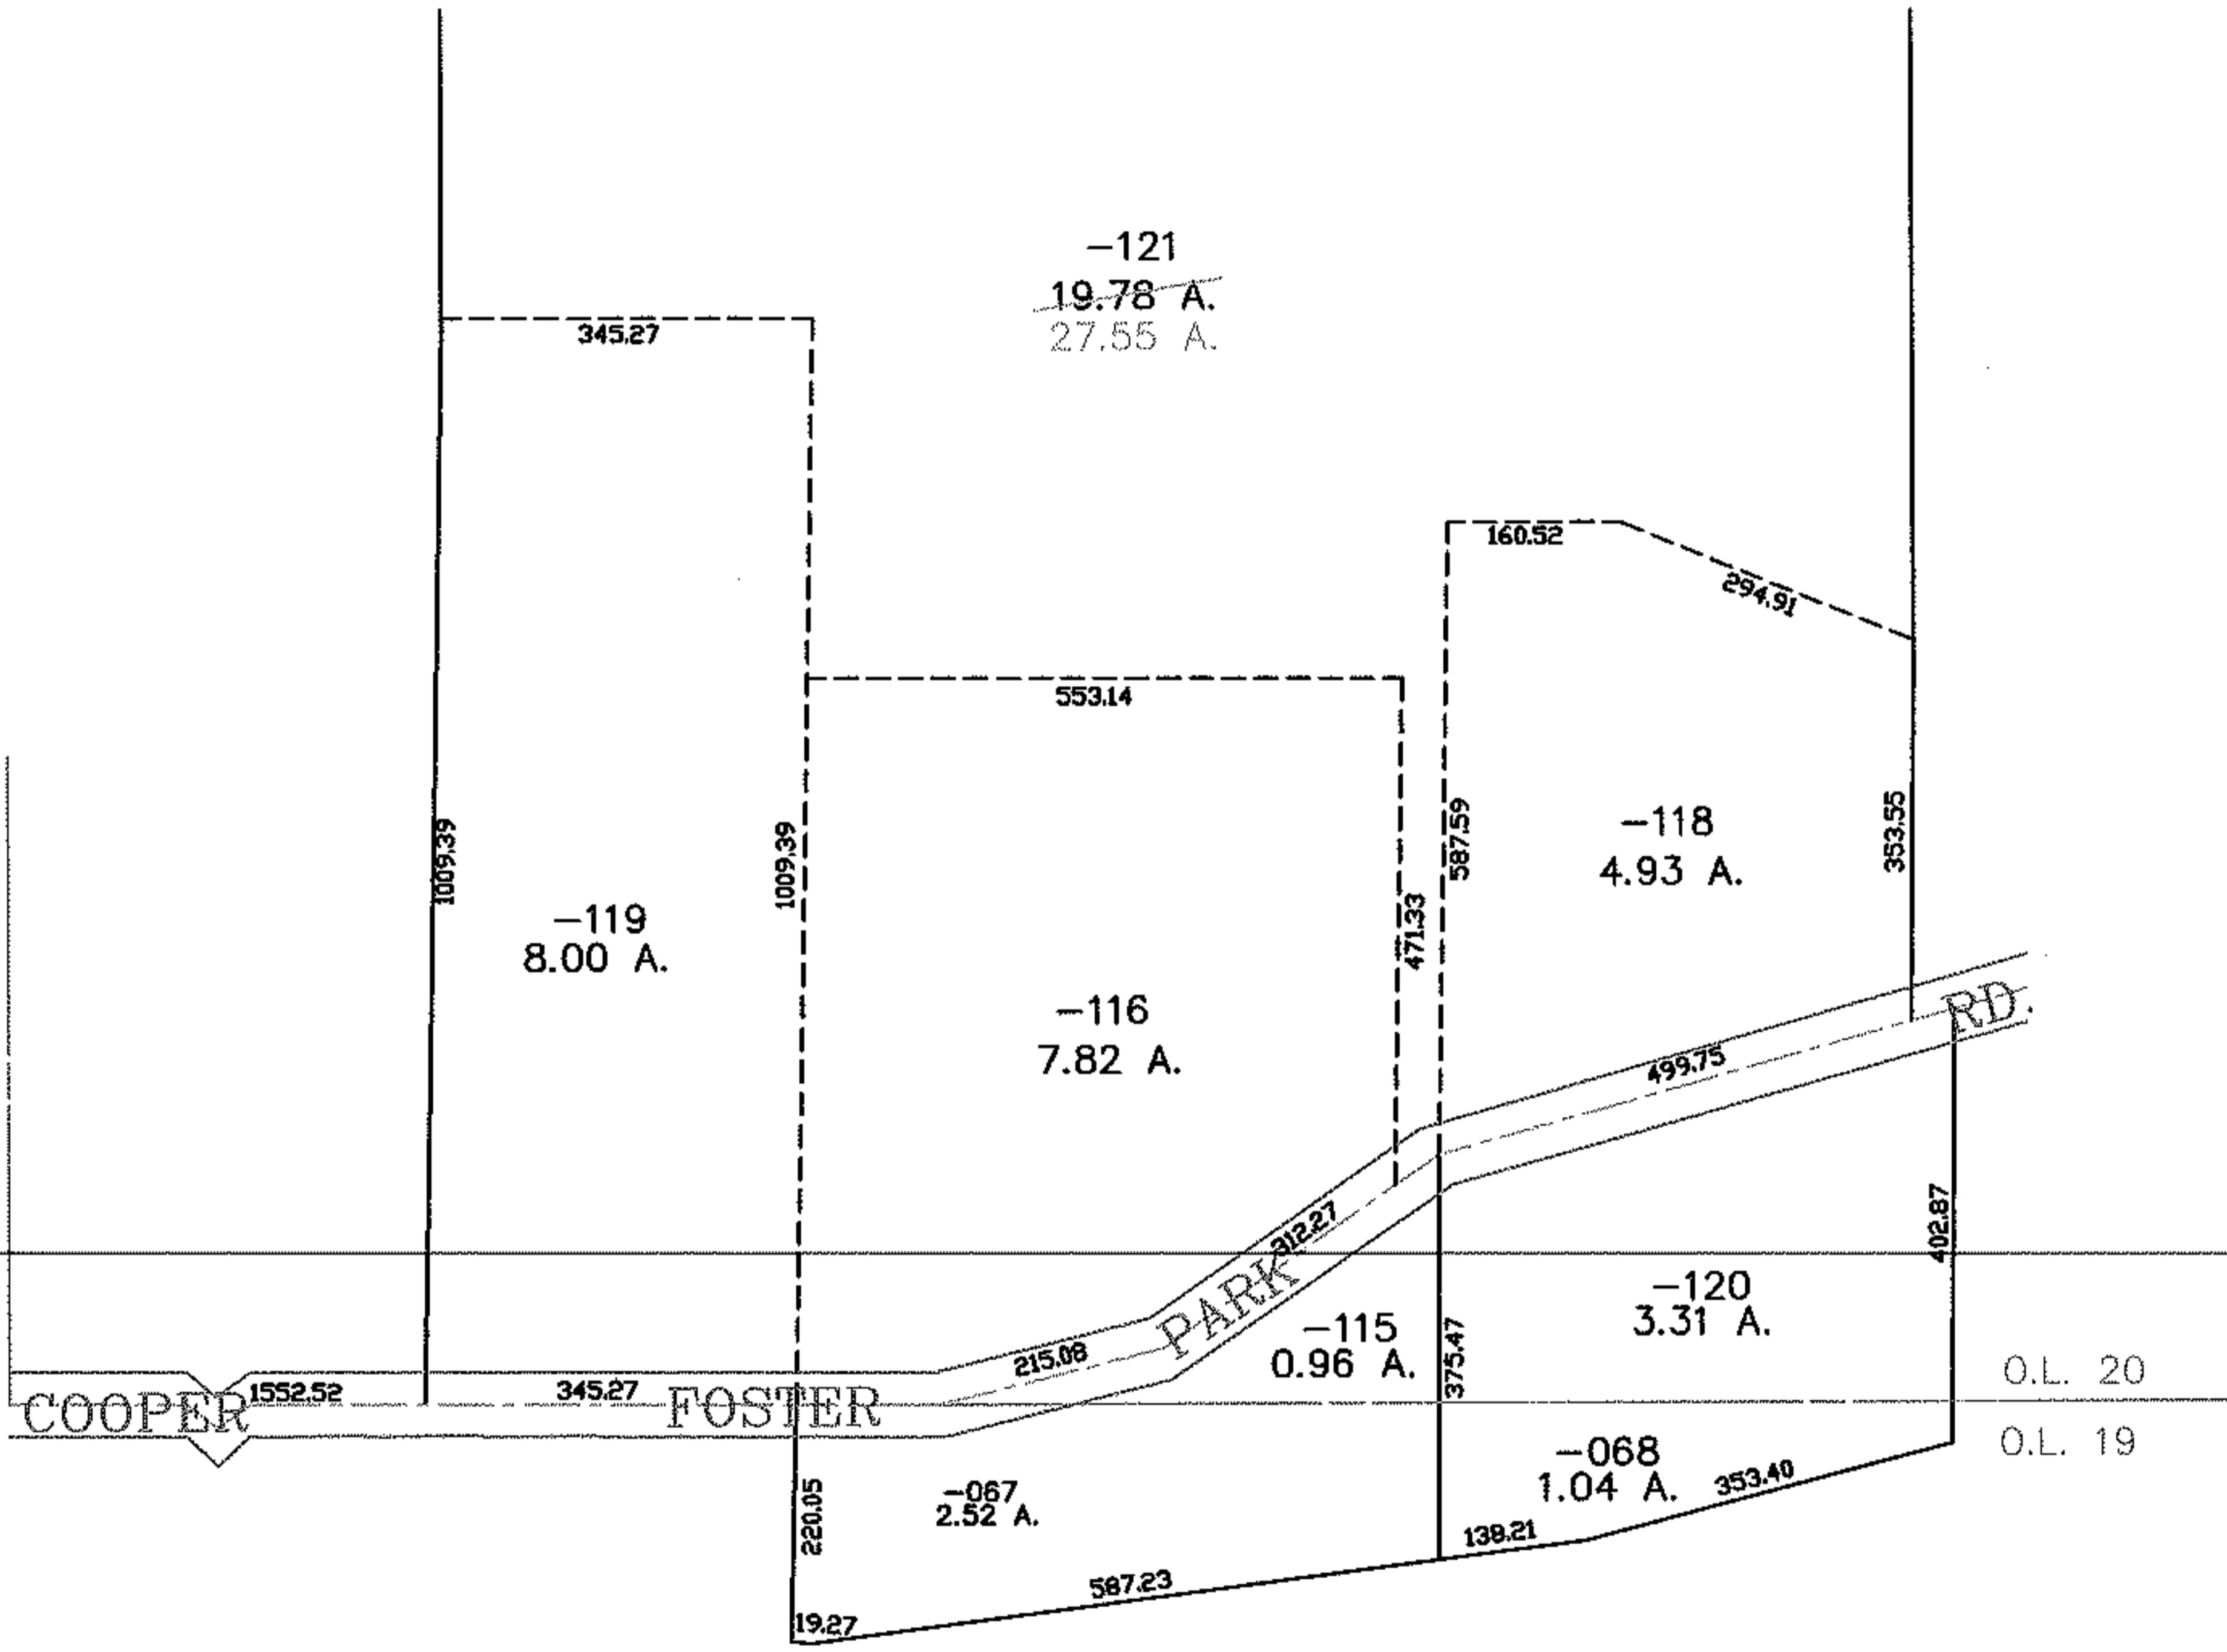 -121
19.78 A.
27.55 A.
345.27
160.52
294.91
553.14
1009.39
1009.39
587.59
353.55
-118
4.93 A.
471.33
-119
8.00 A.
-116
7.82 A.
RD.
499.75
312.27
402.87
PARK
-120
3.31 A.
-115
0.96 A.
375.47
215.08
O.L. 20
COOPER
1552.52
345.27
FOSTER
O.L. 19
-068
1.04 A.
353.40
-067
2.52 A.
220.05
138.21
587.23
19.27